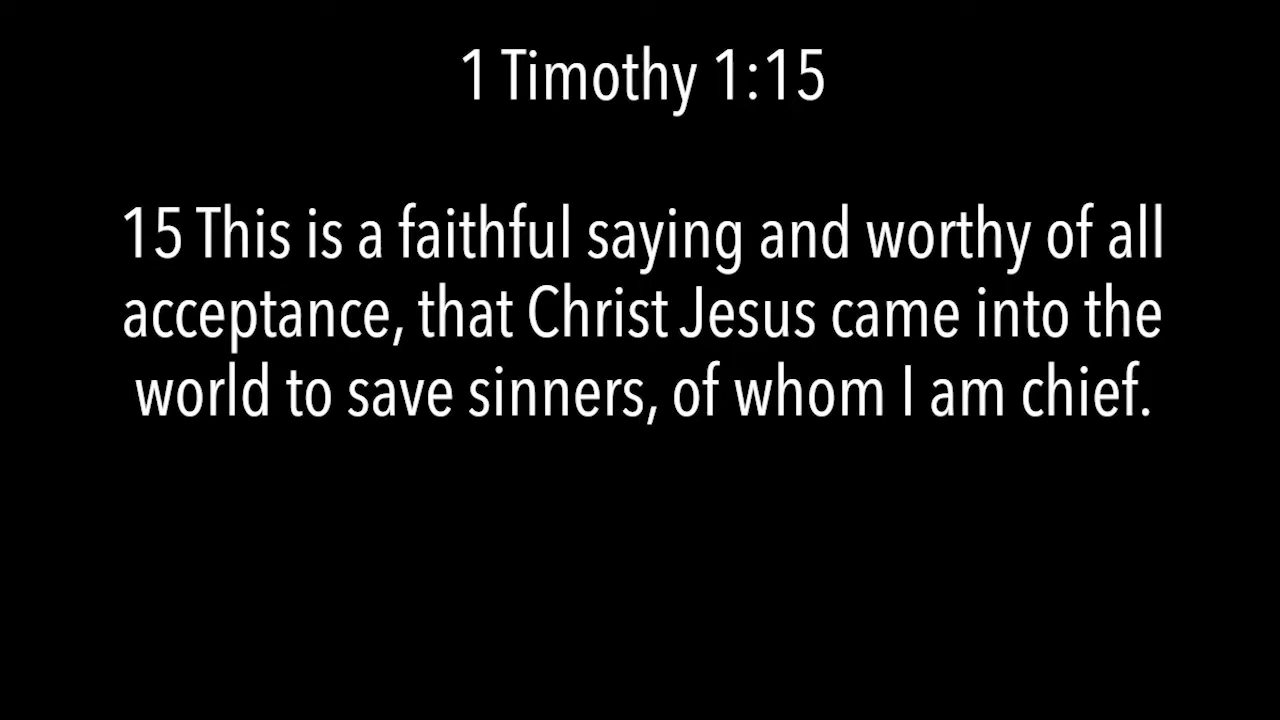 1 Timothy 1:15
15 This is a faithful saying and worthy of all
acceptance, that Christ Jesus came into the
world to save sinners, of whom I am chief.